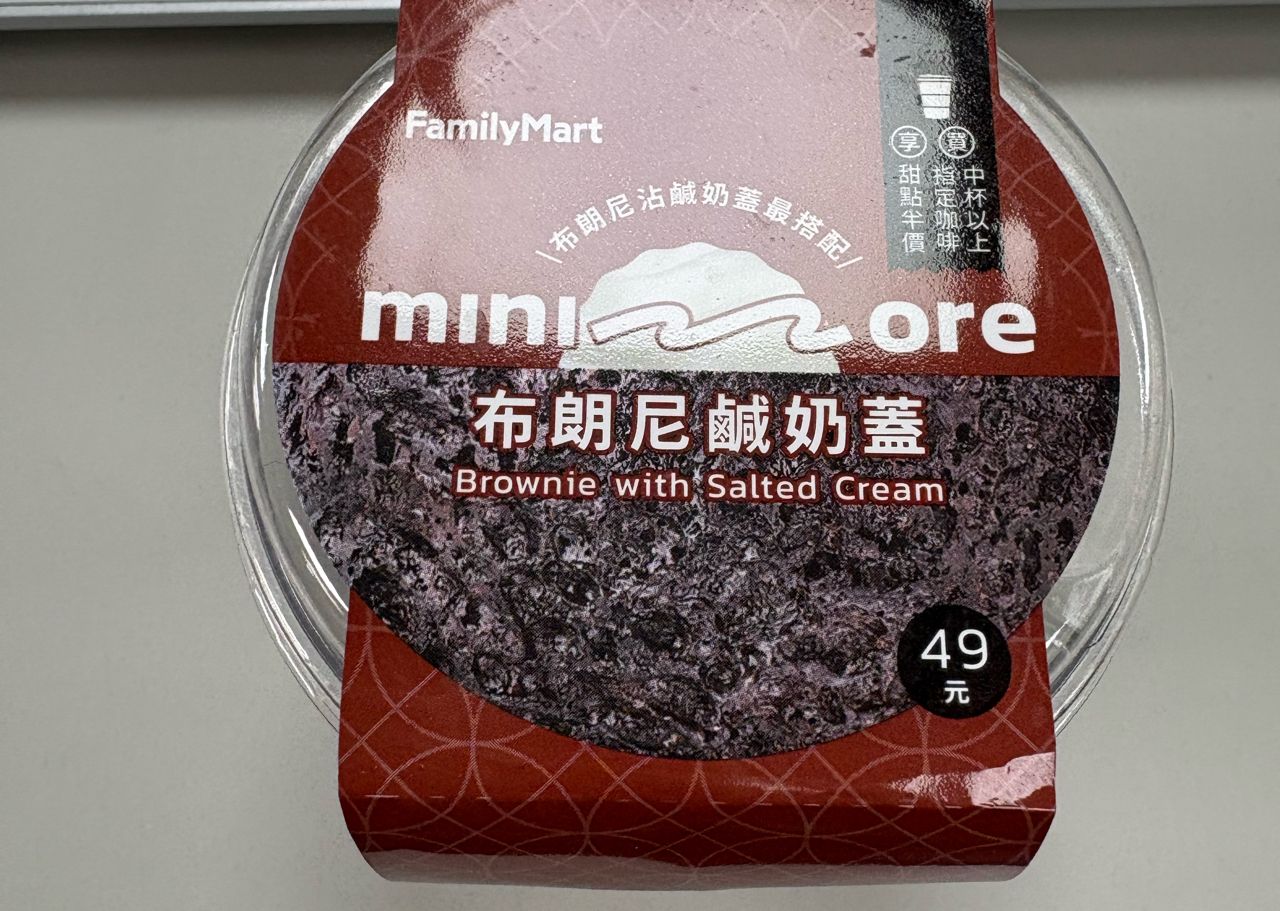 FamilyMart
買 中杯以上
指定咖啡
享 甜點半價
\布朗尼沾鹹奶蓋最搭配/
mini more
布朗尼鹹奶蓋
Brownie with Salted Cream
49
元